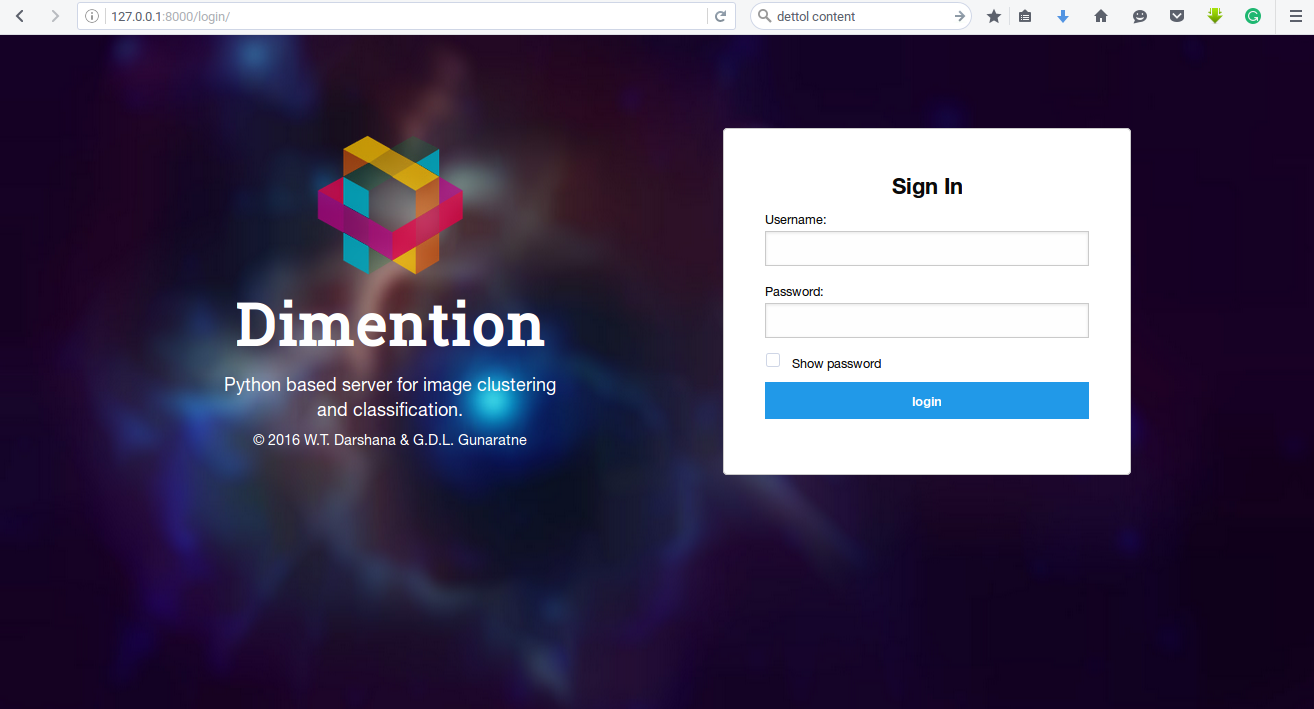 127.0.0.1:8000/login/
dettol content
Dimention
Python based server for image clustering
and classification.
© 2016 W.T. Darshana & G.D.L. Gunaratne
Sign In
Username:
Password:
Show password
login